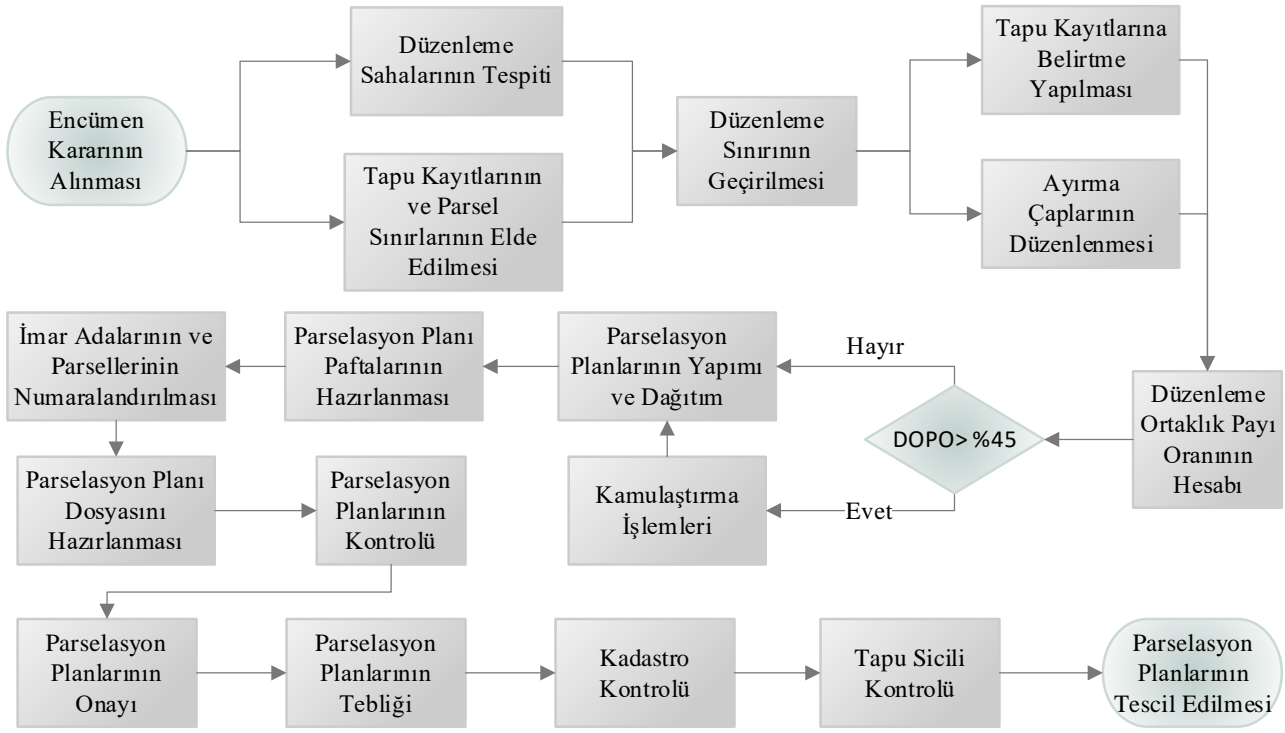 Encümen
Kararının
Alınması
Düzenleme
Sahalarının Tespiti
Tapu Kayıtlarının
ve Parsel
Sınırlarının Elde
Edilmesi
Düzenleme
Sınırının
Geçirilmesi
Tapu Kayıtlarına
Belirtme
Yapılması
Ayırma
Çaplarının
Düzenlenmesi
Düzenleme
Ortaklık Payı
Oranının
Hesabı
DOPO> %45
Hayır
Evet
Kamulaştırma
İşlemleri
Parselasyon
Planlarının Yapımı
ve Dağıtım
Parselasyon Planı
Paftalarının
Hazırlanması
İmar Adalarının ve
Parsellerinin
Numaralandırılması
Parselasyon Planı
Dosyasını
Hazırlanması
Parselasyon
Planlarının
Kontrolü
Parselasyon
Planlarının
Onayı
Parselasyon
Planlarının
Tebliği
Kadastro
Kontrolü
Tapu Sicili
Kontrolü
Parselasyon
Planlarının
Tescil Edilmesi